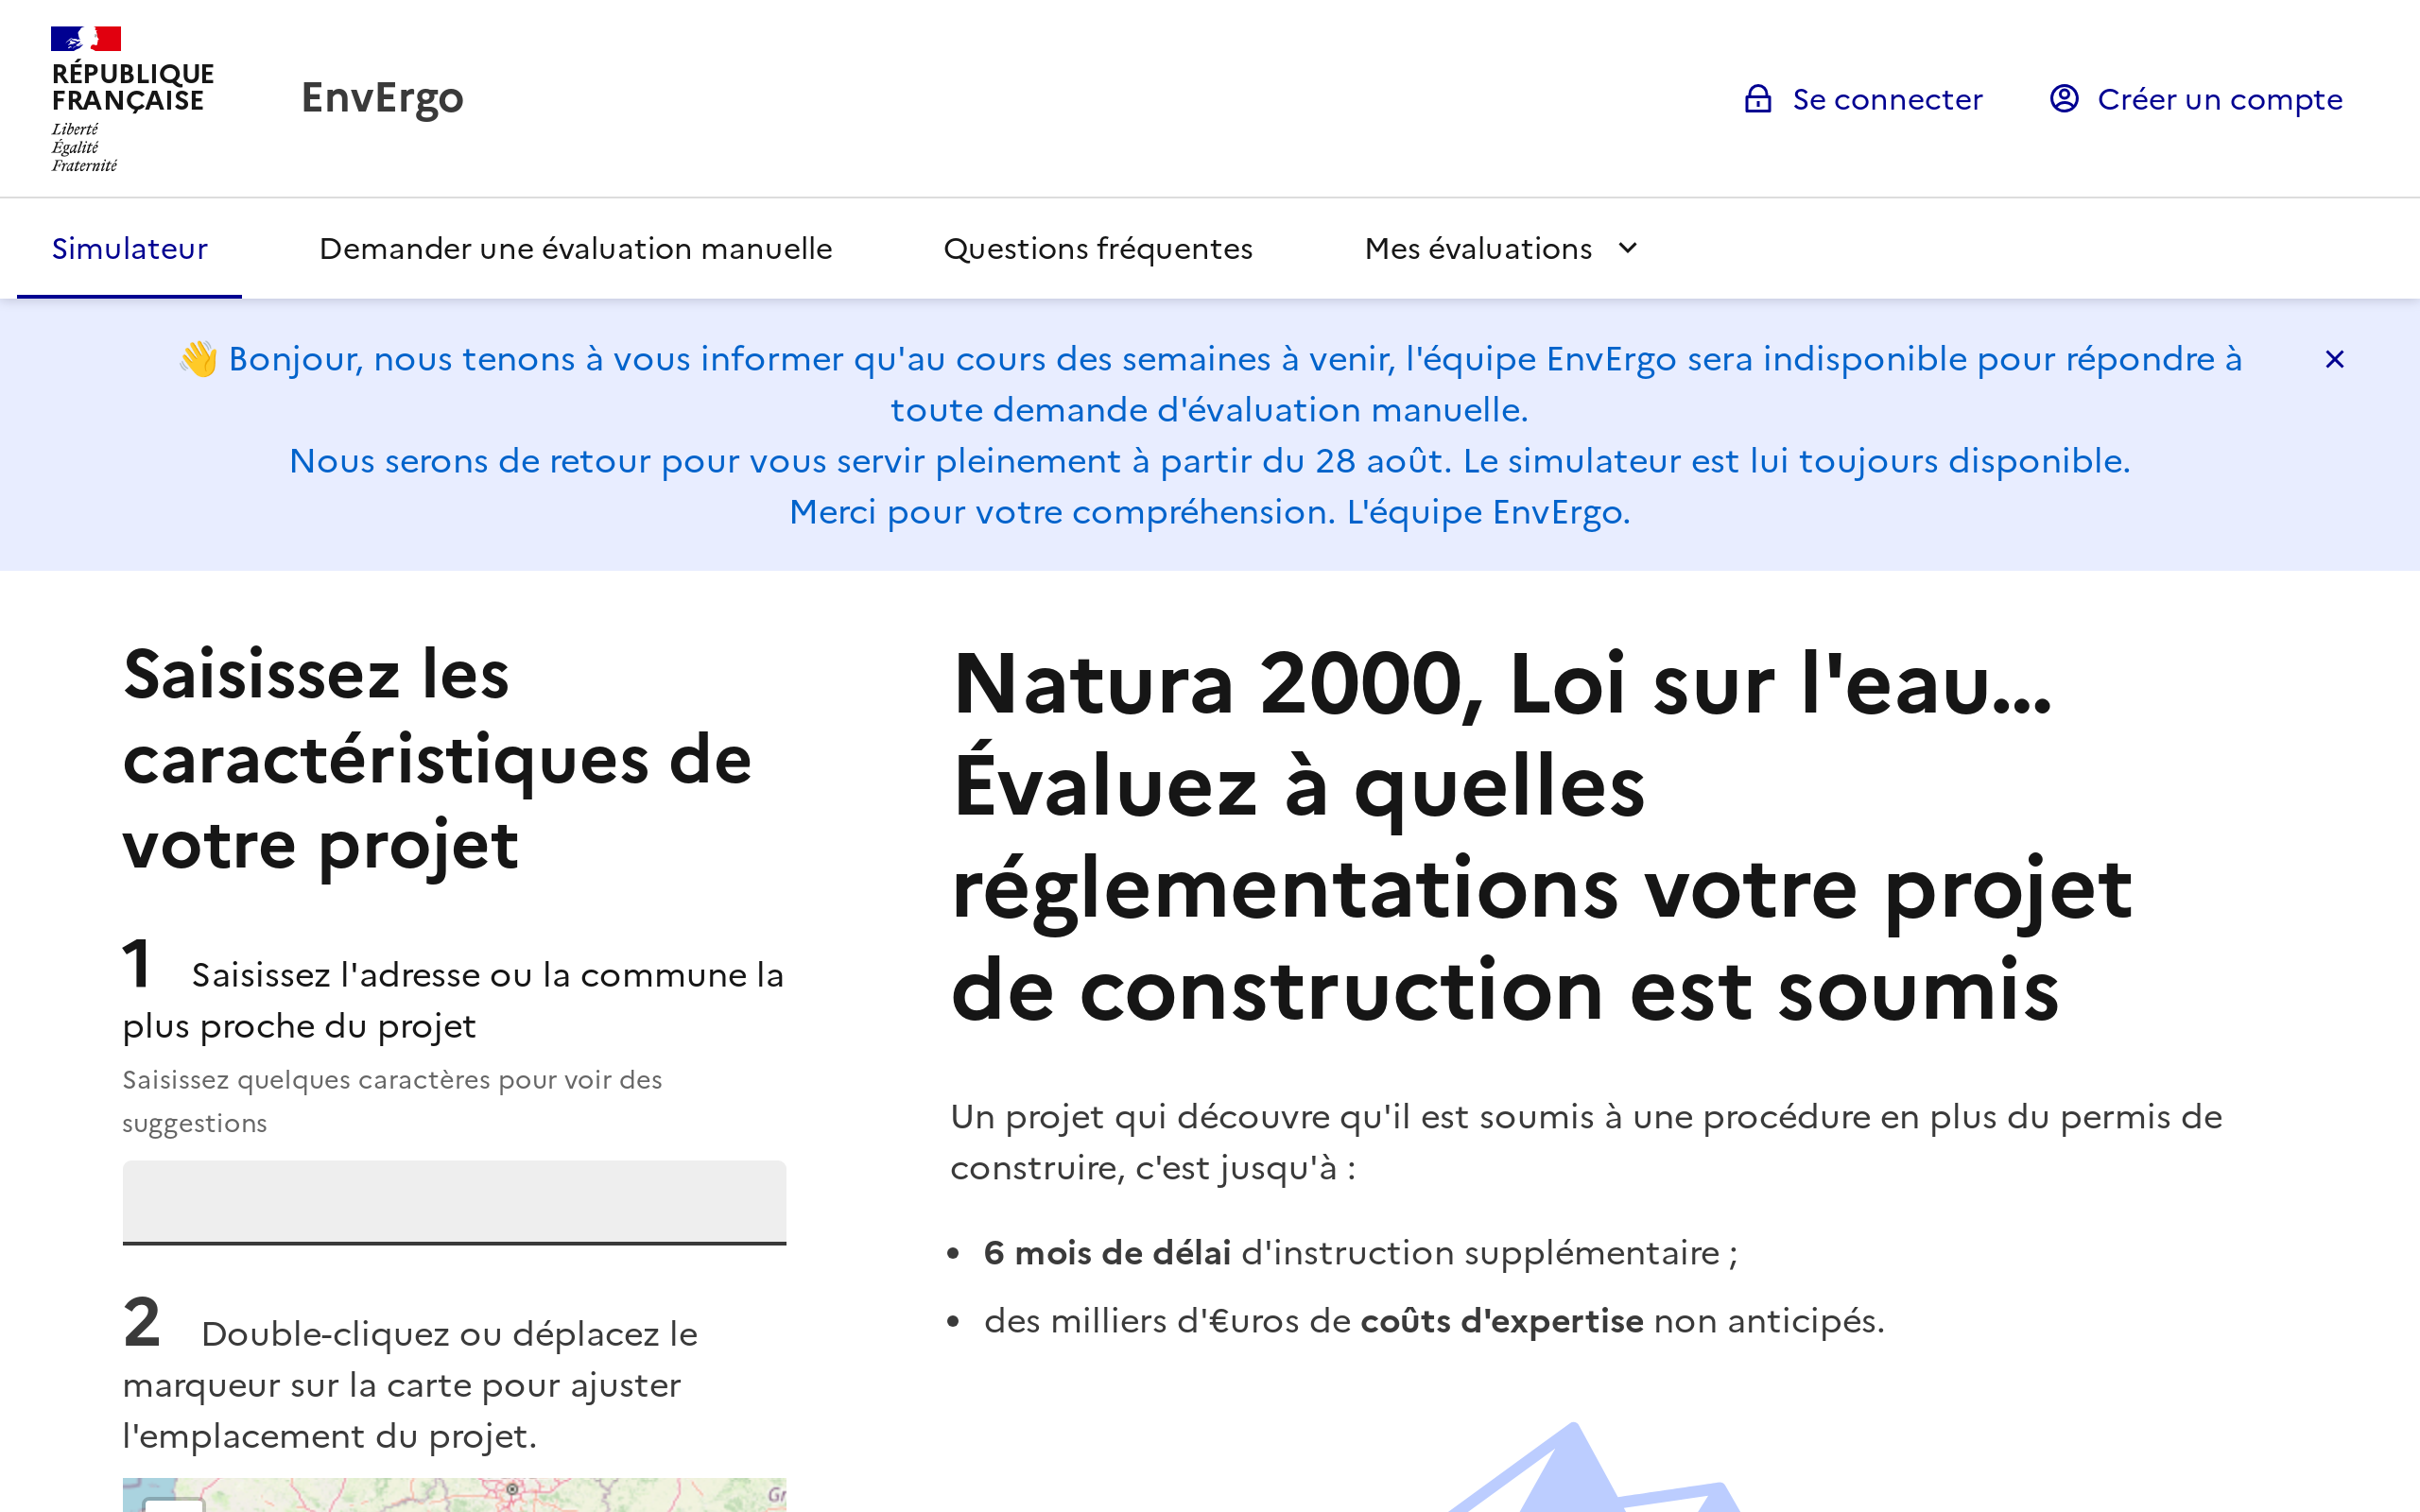 RÉPUBLIQUE
FRANÇAISE
Liberté
Égalité
Fraternité
EnvErgo
Se connecter
Créer un compte
Simulateur
Demander une évaluation manuelle
Questions fréquentes
Mes évaluations
👋 Bonjour, nous tenons à vous informer qu'au cours des semaines à venir, l'équipe EnvErgo sera indisponible pour répondre à
toute demande d'évaluation manuelle.
Nous serons de retour pour vous servir pleinement à partir du 28 août. Le simulateur est lui toujours disponible.
Merci pour votre compréhension. L'équipe EnvErgo.
Saisissez les
caractéristiques de
votre projet
1 Saisissez l'adresse ou la commune la
plus proche du projet
Saisissez quelques caractères pour voir des
suggestions
2 Double-cliquez ou déplacez le
marqueur sur la carte pour ajuster
l'emplacement du projet.
Natura 2000, Loi sur l'eau...
Évaluez à quelles
réglementations votre projet
de construction est soumis
Un projet qui découvre qu'il est soumis à une procédure en plus du permis de
construire, c'est jusqu'à :
• 6 mois de délai d'instruction supplémentaire ;
• des milliers d'€uros de coûts d'expertise non anticipés.